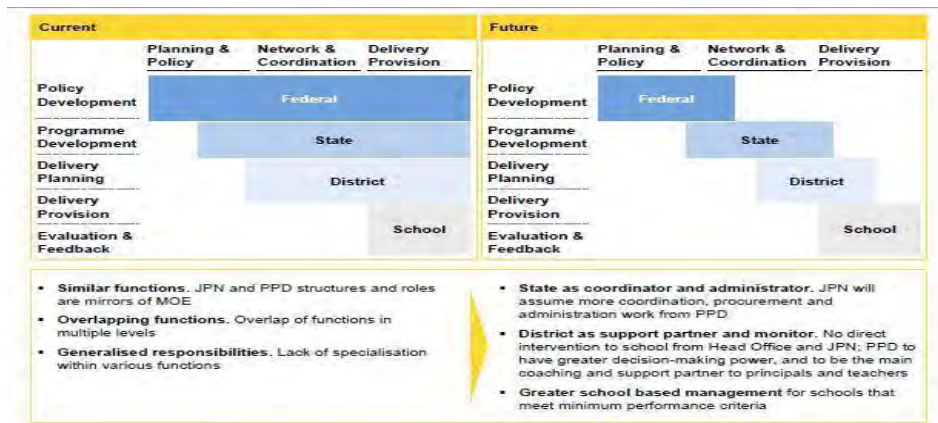 Current
Planning &
Policy
Network &
Coordination
Delivery
Provision
Policy
Development
Federal
Programme
Development
State
Delivery
Planning
District
Delivery
Provision
School
Evaluation &
Feedback
Future
Planning &
Policy
Network &
Coordination
Delivery
Provision
Policy
Development
Federal
Programme
Development
State
Delivery
Planning
District
Delivery
Provision
School
Evaluation &
Feedback
▪ Similar functions. JPN and PPD structures and roles
are mirrors of MOE
▪ Overlapping functions. Overlap of functions in
multiple levels
▪ Generalised responsibilities. Lack of specialisation
within various functions
▪ State as coordinator and administrator. JPN will
assume more coordination, procurement and
administration work from PPD
▪ District as support partner and monitor. No direct
intervention to school from Head Office and JPN; PPD to
have greater decision-making power, and to be the main
coaching and support partner to principals and teachers
▪ Greater school based management for schools that
meet minimum performance criteria